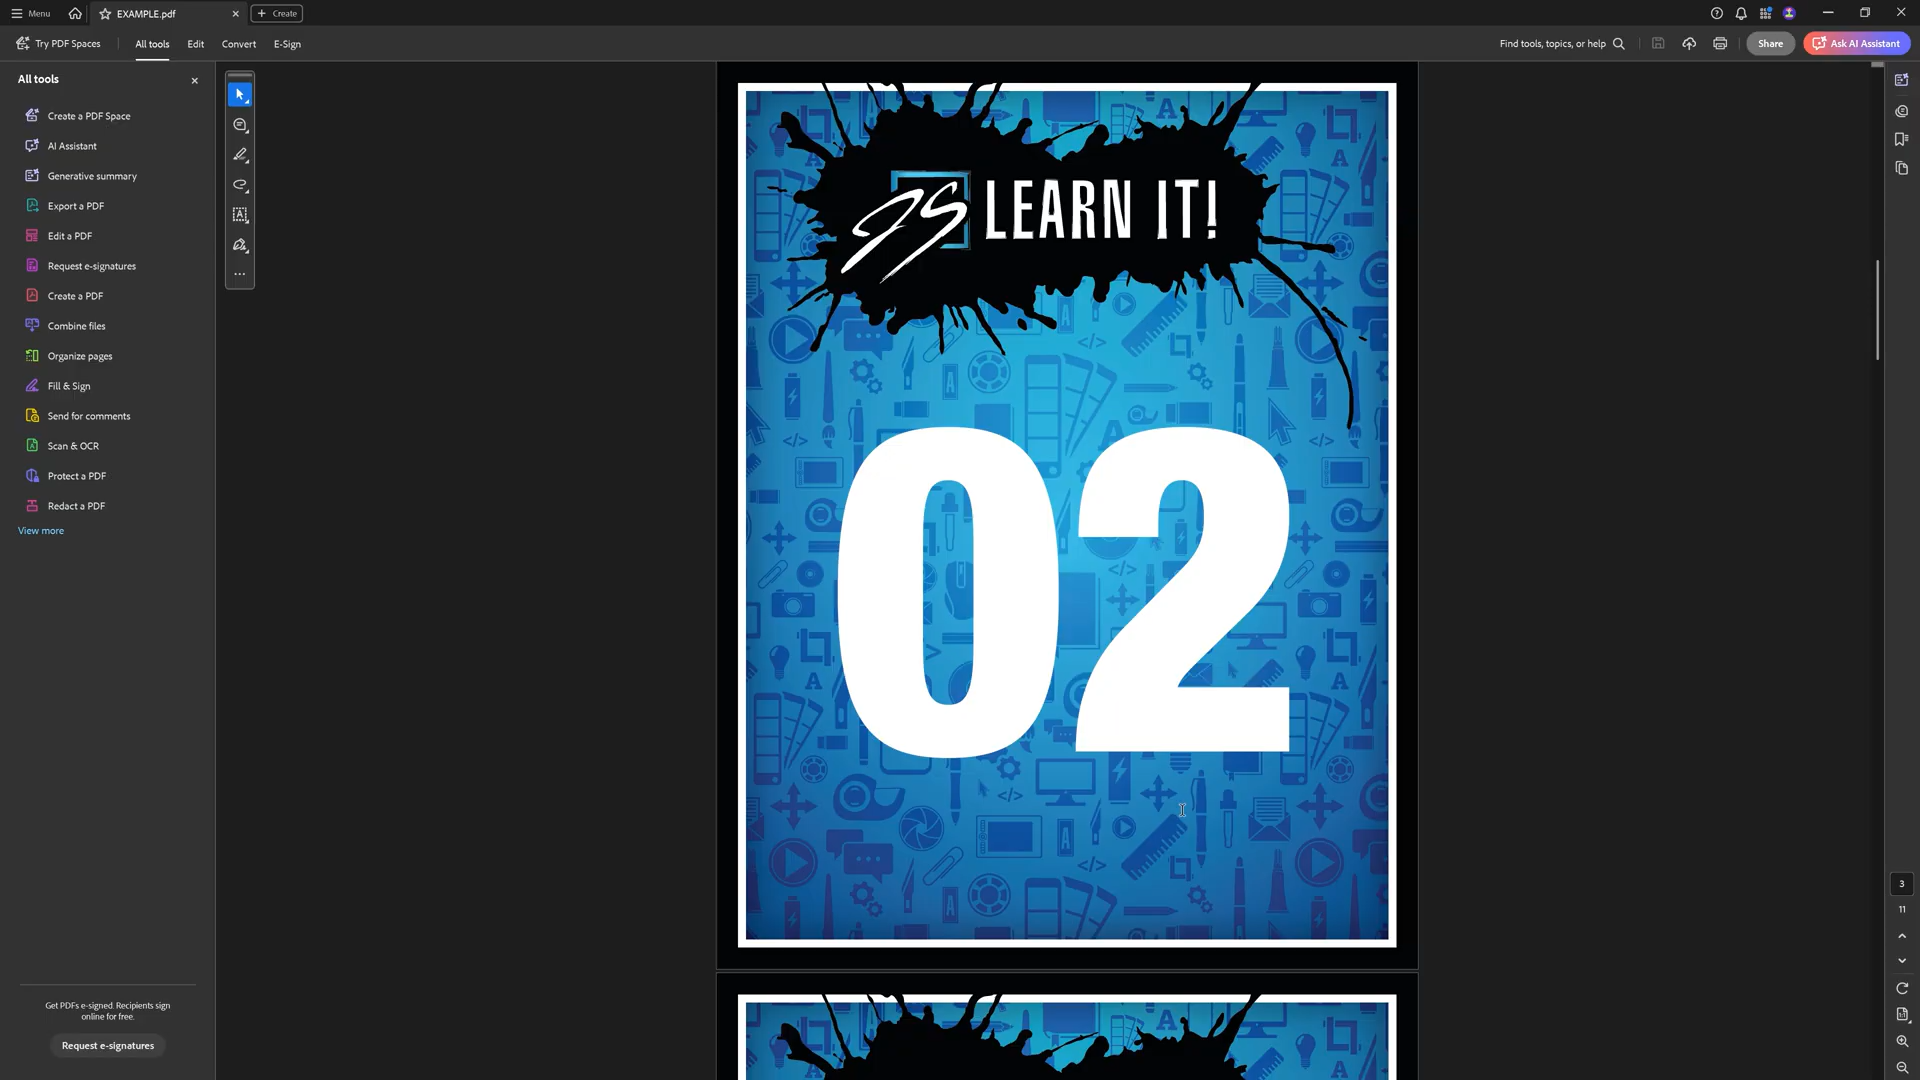 Menu
EXAMPLE.pdf
Create
Try PDF Spaces
All tools
Edit
Convert
E-Sign
Find tools, topics, or help
Share
Ask AI Assistant
All tools
Create a PDF Space
AI Assistant
Generative summary
Export a PDF
Edit a PDF
Request e-signatures
Create a PDF
Combine files
Organize pages
Fill & Sign
Send for comments
Scan & OCR
Protect a PDF
Redact a PDF
View more
Get PDFs e-signed. Recipients sign
online for free.
Request e-signatures
JS LEARN IT!
02
3
11